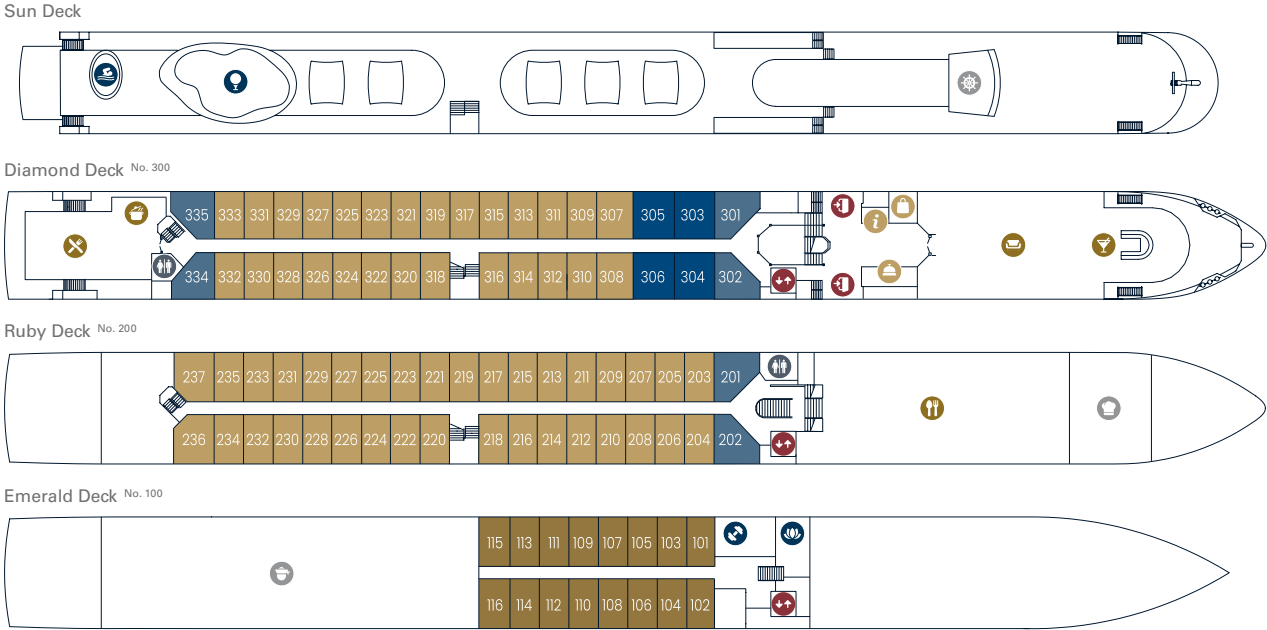 Sun Deck
Diamond Deck No. 300
335 333 331 329 327 325 323 321 319 317 315 313 311 309 307 305 303 301
334 332 330 328 326 324 322 320 318 316 314 312 310 308 306 304 302
Ruby Deck No. 200
237 235 233 231 229 227 225 223 221 219 217 215 213 211 209 207 205 203 201
236 234 232 230 228 226 224 222 220 218 216 214 212 210 208 206 204 202
Emerald Deck No. 100
115 113 111 109 107 105 103 101
116 114 112 110 108 106 104 102